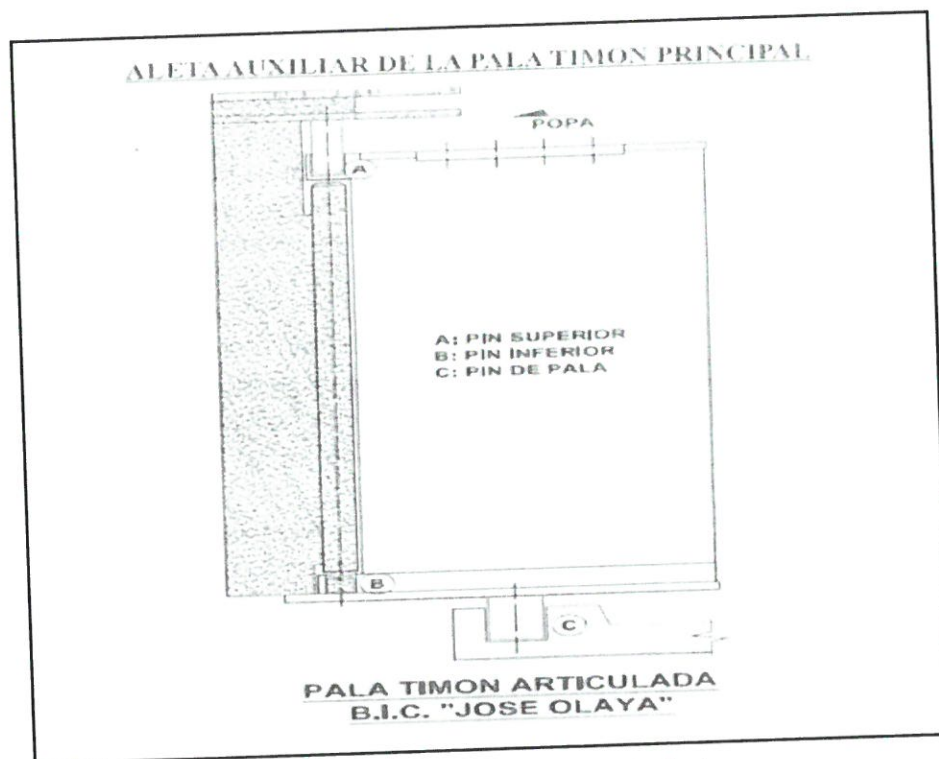 ALETA AUXILIAR DE LA PALA TIMON PRINCIPAL
POPA
A
A: PIN SUPERIOR
B: PIN INFERIOR
C: PIN DE PALA
B
C
PALA TIMON ARTICULADA
B.I.C. "JOSE OLAYA"